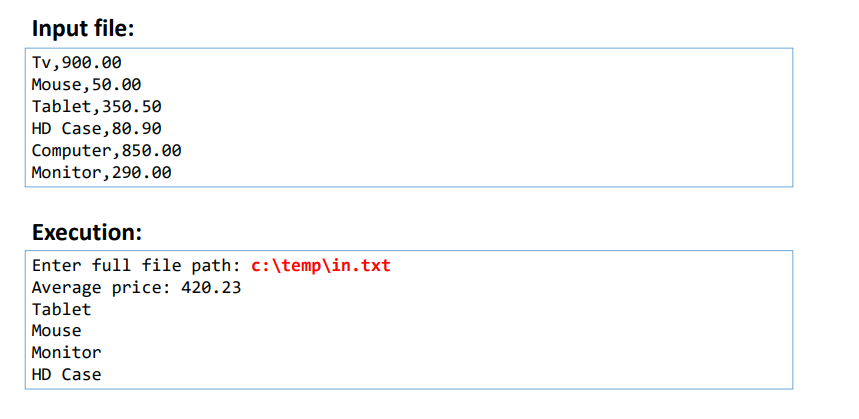 Input file:
Tv,900.00
Mouse,50.00
Tablet,350.50
HD Case,80.90
Computer,850.00
Monitor,290.00
Execution:
Enter full file path: c:\temp\in.txt
Average price: 420.23
Tablet
Mouse
Monitor
HD Case